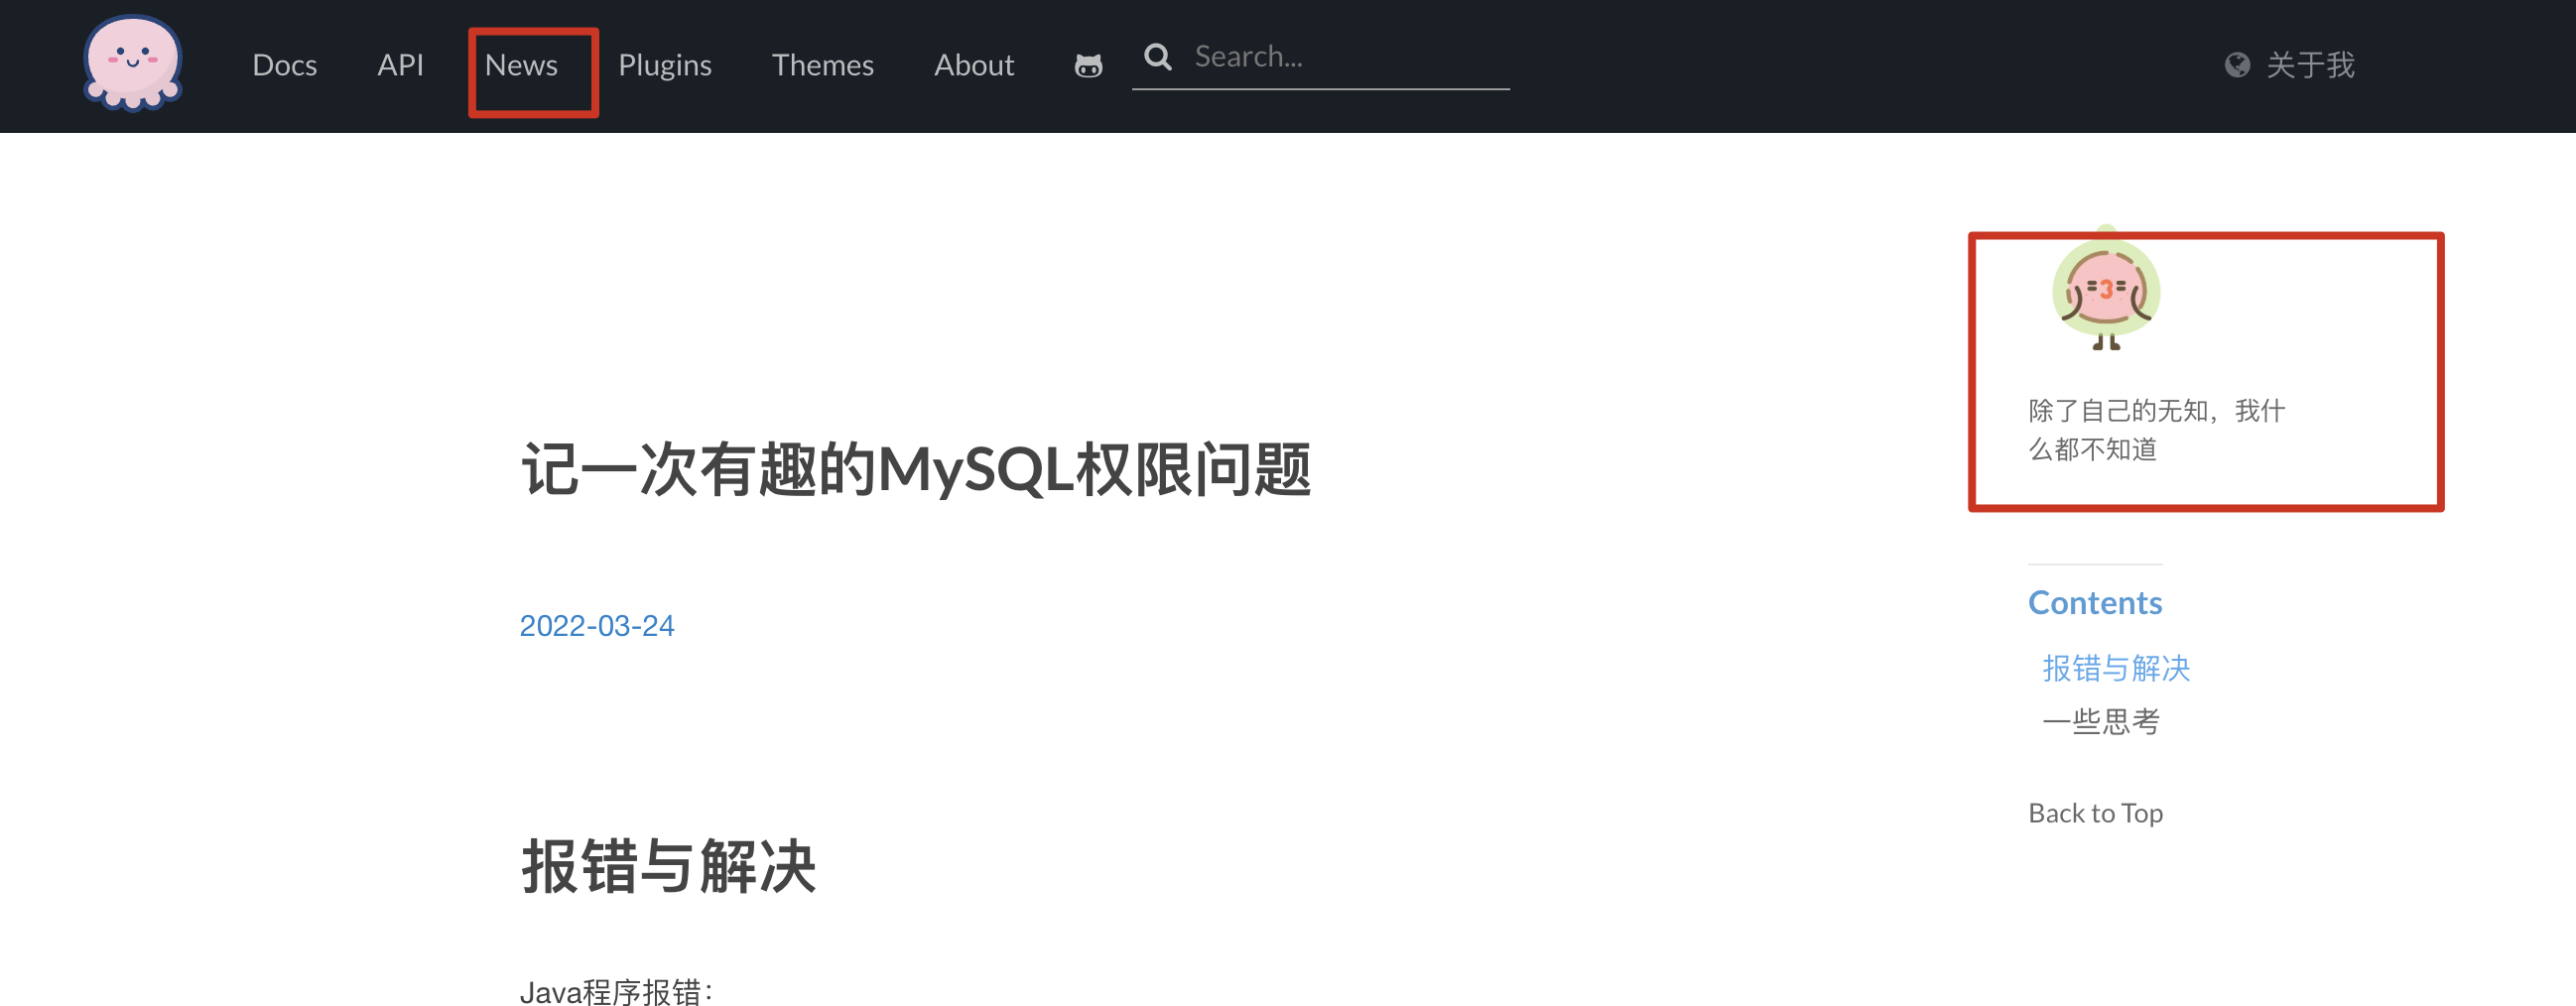 Docs API News Plugins Themes About Search... 关于我
除了自己的无知，我什
么都不知道
记一次有趣的MySQL权限问题
2022-03-24
Contents
报错与解决
一些思考
Back to Top
报错与解决
Java程序报错：